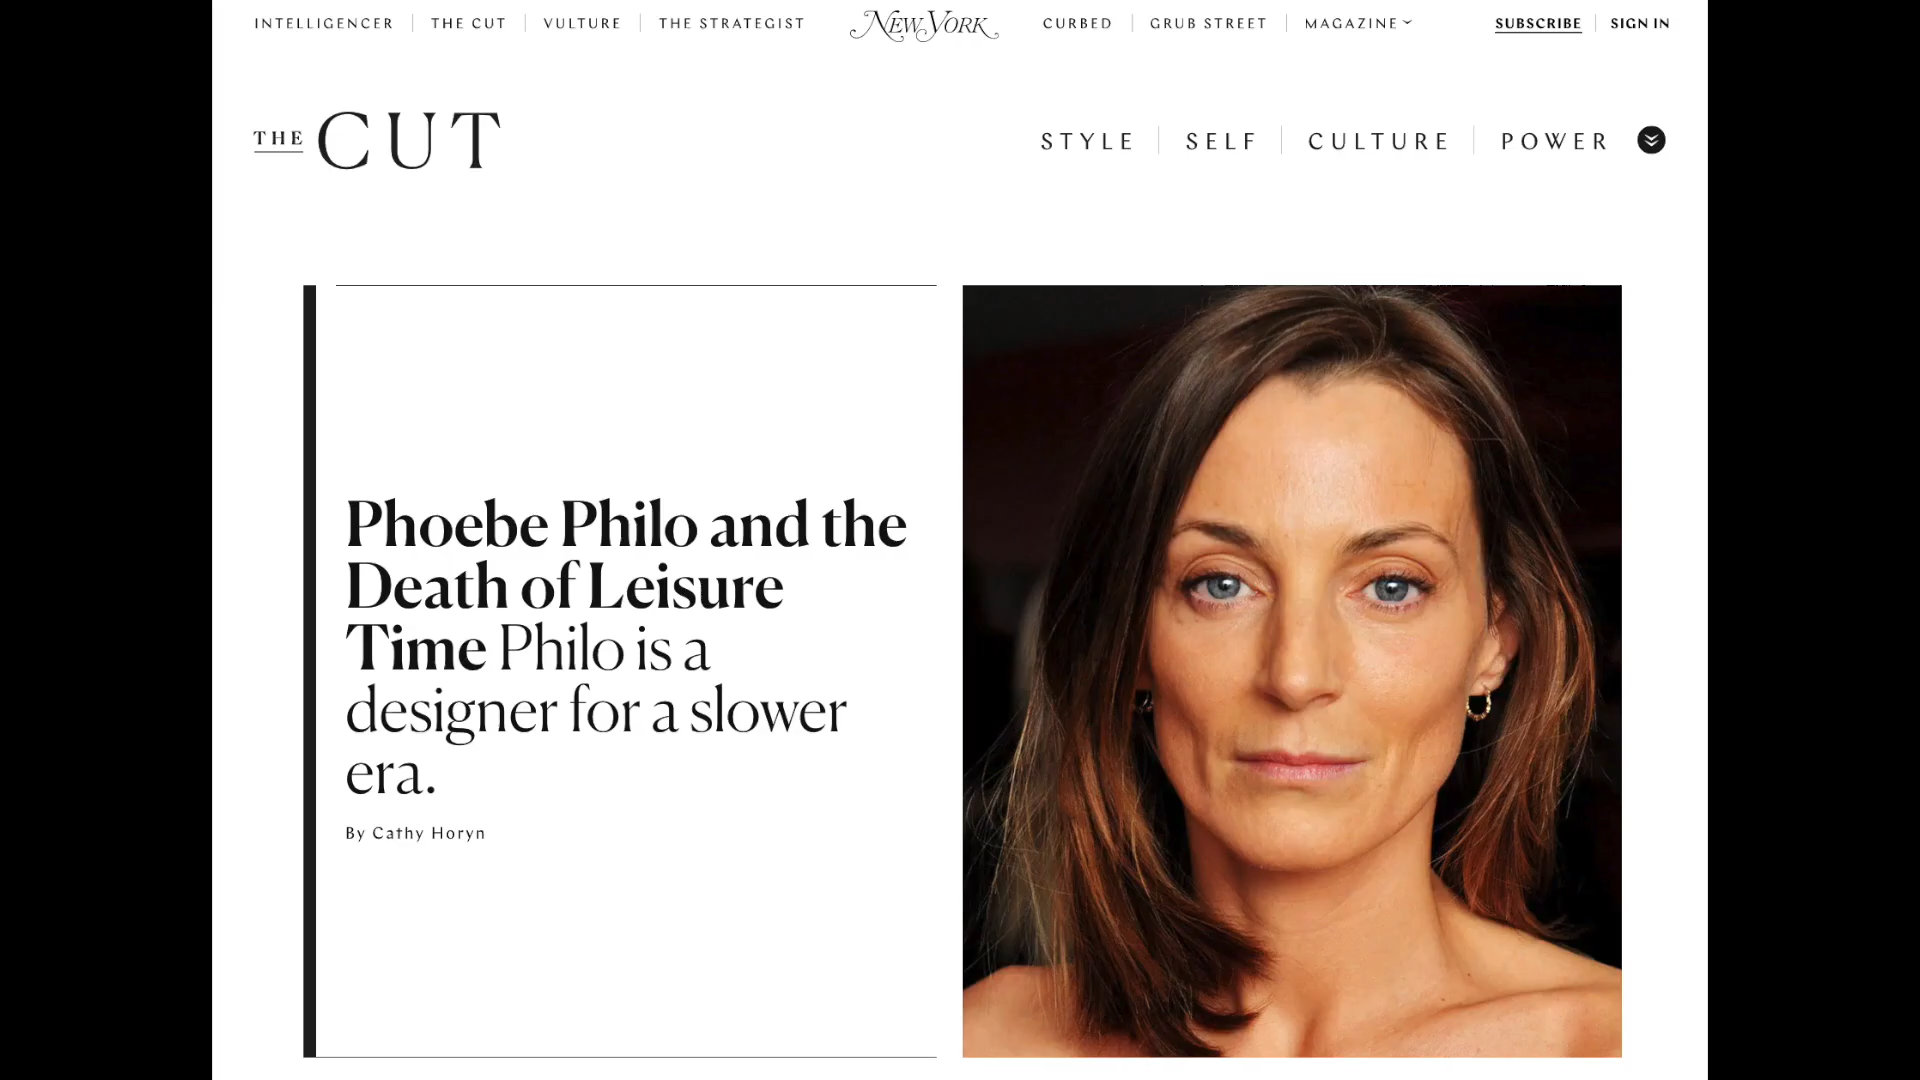 INTELLIGENCER THE CUT VULTURE THE STRATEGIST NEW YORK CURBED GRUB STREET MAGAZINE SUBSCRIBE SIGN IN
THE CUT STYLE SELF CULTURE POWER
Phoebe Philo and the
Death of Leisure
Time Philo is a
designer for a slower
era.
By Cathy Horyn